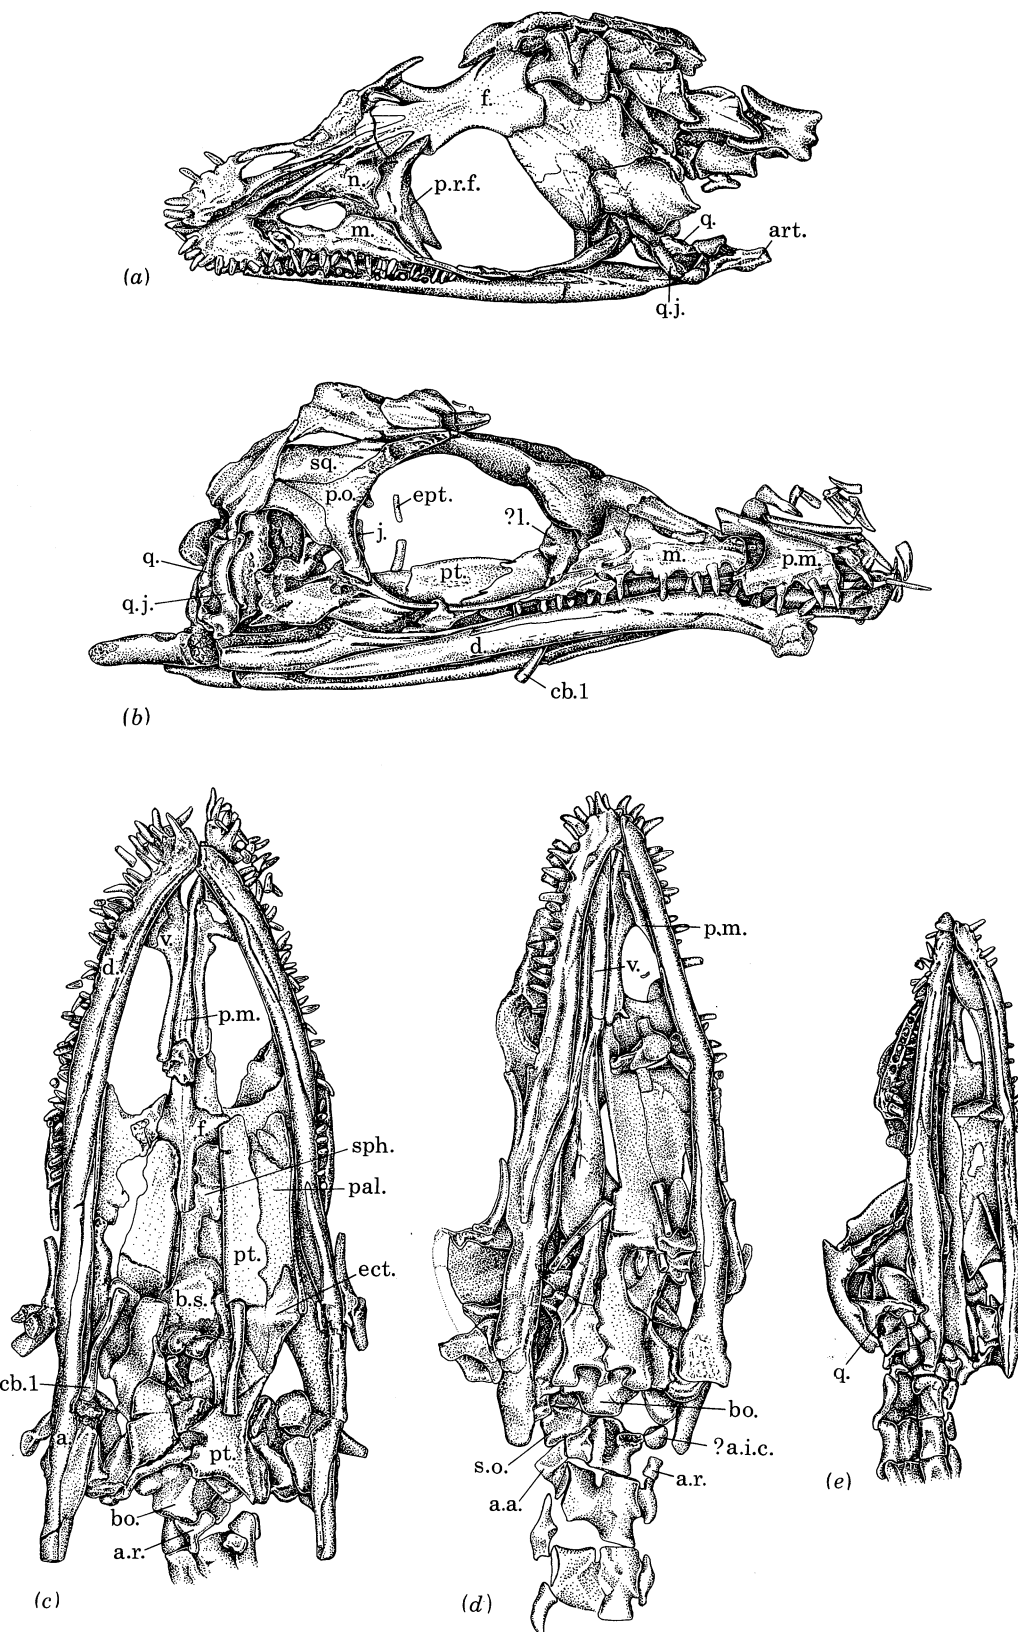 f.
n.
p.r.f.
m.
q.
art.
q.j.
(a)
sq.
p.o.
ept.
?l.
j.
q.
pt.
m.
p.m.
q.j.
d.
cb.1
(b)
v.
d.
p.m.
f.
sph.
pal.
pt.
ect.
b.s.
cb.1
a.
pt.
bo.
a.r.
(c)
p.m.
v.
bo.
?a.i.c.
s.o.
a.r.
a.a.
(d)
q.
(e)